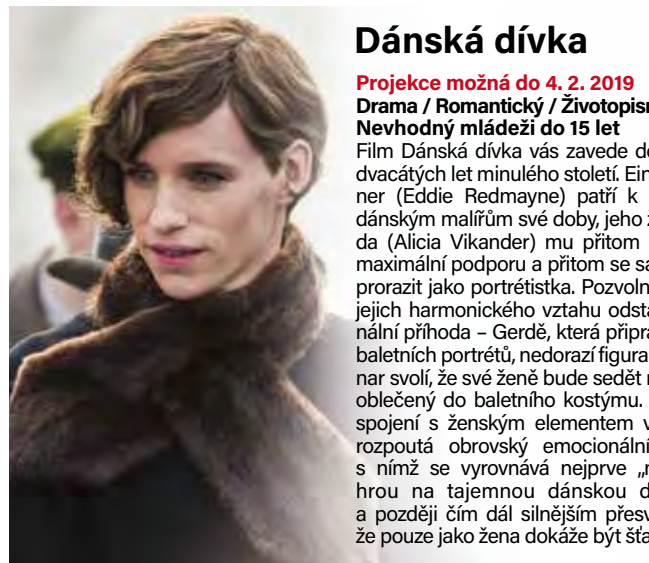 Dánská dívka
Projekce možná do 4. 2. 2019
Drama / Romantický / Životopisn
Nevhodný mládeži do 15 let
Film Dánská dívka vás zavede do
dvacátých let minulého století. Ein
ner (Eddie Redmayne) patří k
dánským malířům své doby, jeho ž
da (Alicia Vikander) mu přitom
maximální podporu a přitom se sa
prorazit jako portrétistka. Pozvoln
jejich harmonického vztahu odsta
nální příhoda – Gerdě, která připra
baletních portrétů, nedorazí figura
nar svolí, že své ženě bude sedět m
oblečený do baletního kostýmu.
spojení s ženským elementem v
rozpoutá obrovský emocionální
s nímž se vyrovnává nejprve „n
hrou na tajemnou dánskou d
a později čím dál silnějším přesv
že pouze jako žena dokáže být šťa